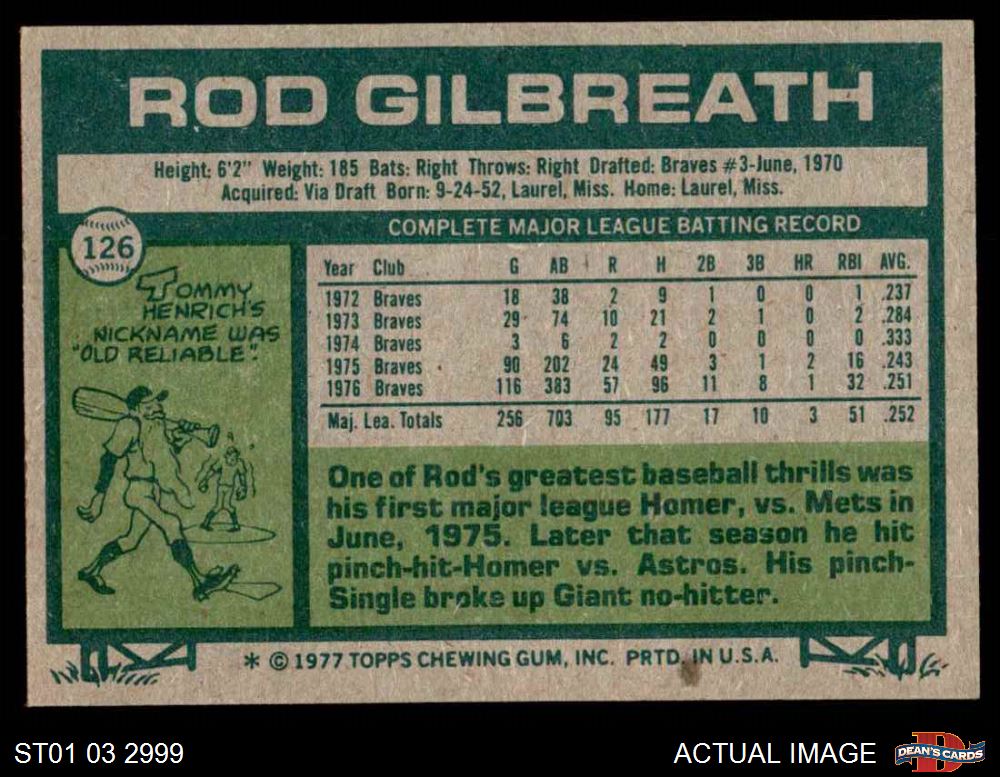 ROD GILBREATH
Height: 6'2" Weight: 185 Bats: Right Throws: Right Drafted: Braves #3-June, 1970
Acquired: Via Draft Born: 9-24-52, Laurel, Miss. Home: Laurel, Miss.
126
TOMMY
HENRICH'S
NICKNAME WAS
"OLD RELIABLE".
COMPLETE MAJOR LEAGUE BATTING RECORD
Year Club G AB R H 2B 3B HR RBI AVG.
1972 Braves 18 38 2 9 1 0 0 1 .237
1973 Braves 29 74 10 21 2 1 0 2 .284
1974 Braves 3 6 2 2 0 0 0 0 .333
1975 Braves 90 202 24 49 3 1 2 16 .243
1976 Braves 116 383 57 96 11 8 1 32 .251
Maj. Lea. Totals 256 703 95 177 17 10 3 51 .252
One of Rod's greatest baseball thrills was
his first major league Homer, vs. Mets in
June, 1975. Later that season he hit
pinch-hit-Homer vs. Astros. His pinch-
Single broke up Giant no-hitter.
* © 1977 TOPPS CHEWING GUM, INC. PRTD. IN U.S.A.
ST01 03 2999
ACTUAL IMAGE
DEAN'S CARDS